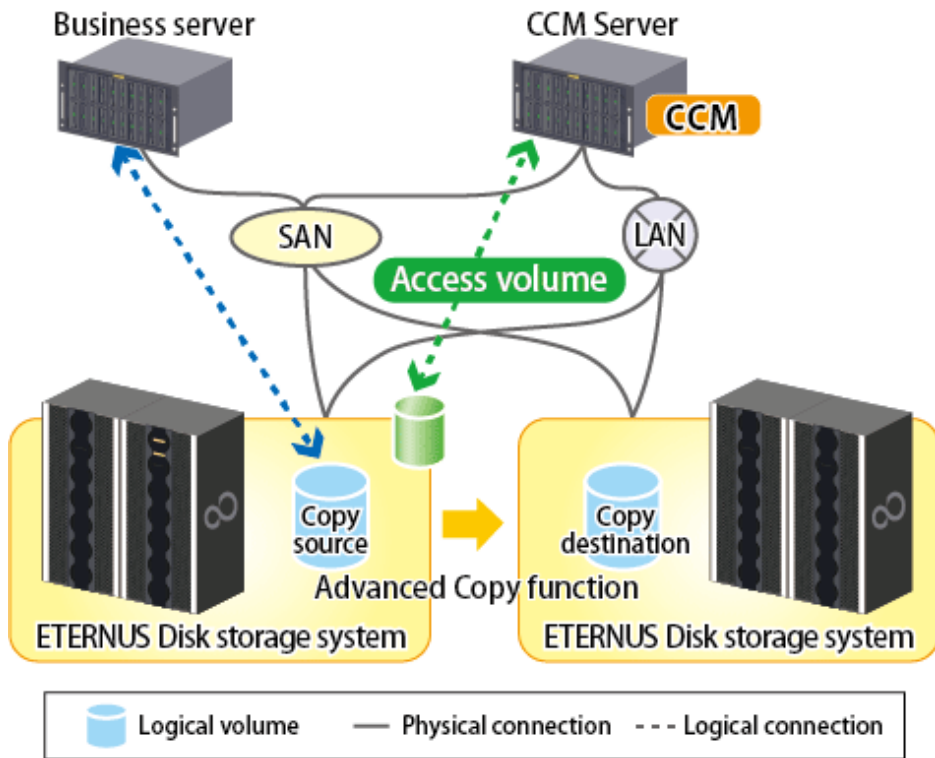 Business server
CCM Server
CCM
SAN
LAN
Access volume
Copy
source
Copy
destination
Advanced Copy function
ETERNUS Disk storage system
ETERNUS Disk storage system
Logical volume
Physical connection
Logical connection